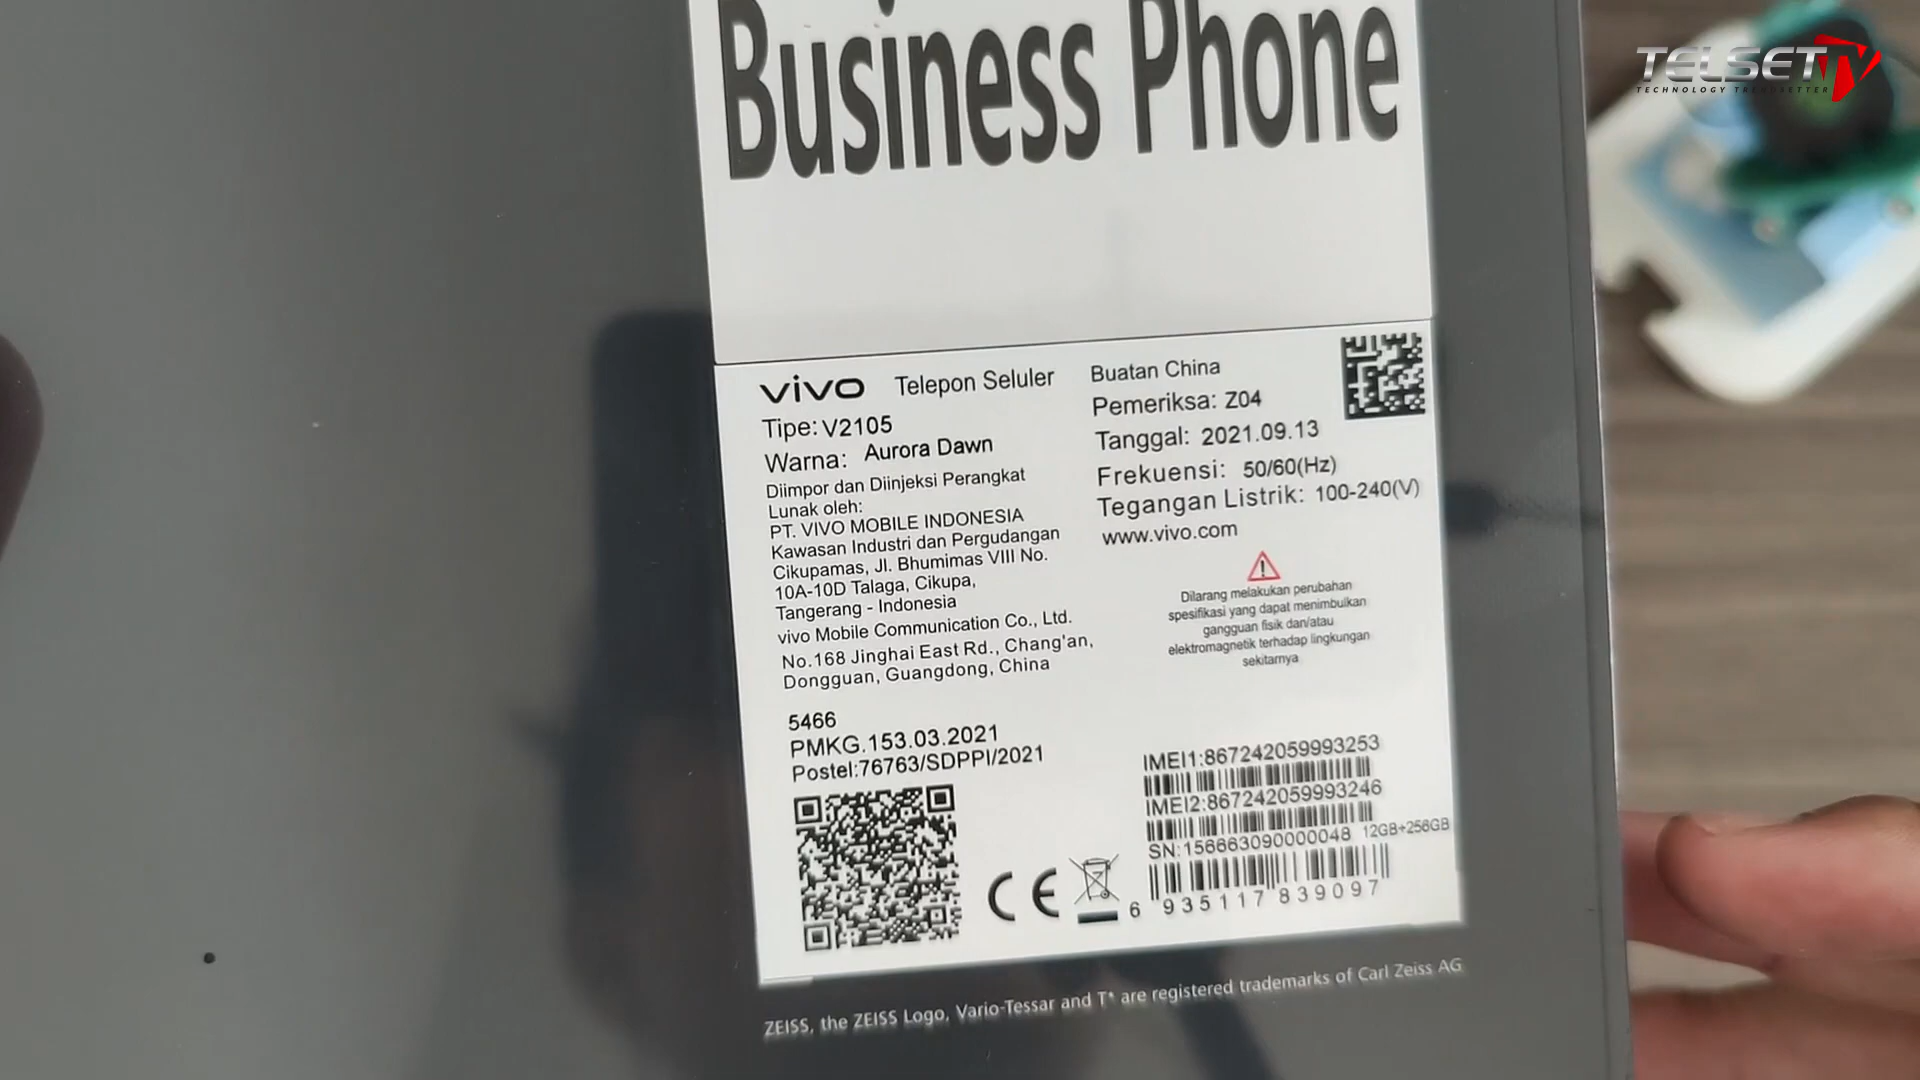 Business Phone
TELSET TV
TECHNOLOGY TRENDSETTER
vivo Telepon Seluler
Tipe: V2105
Warna: Aurora Dawn
Diimpor dan Diinjeksi Perangkat
Lunak oleh:
PT. VIVO MOBILE INDONESIA
Kawasan Industri dan Pergudangan
Cikupamas, Jl. Bhumimas VIII No.
10A-10D Talaga, Cikupa,
Tangerang - Indonesia
vivo Mobile Communication Co., Ltd.
No.168 Jinghai East Rd., Chang'an,
Dongguan, Guangdong, China
5466
PMKG.153.03.2021
Postel:76763/SDPPI/2021
Buatan China
Pemeriksa: Z04
Tanggal: 2021.09.13
Frekuensi: 50/60(Hz)
Tegangan Listrik: 100-240(V)
www.vivo.com
Dilarang melakukan perubahan
spesifikasi yang dapat menimbulkan
gangguan fisik dan/atau
elektromagnetik terhadap lingkungan
sekitarnya
IMEI1:867242059993253
IMEI2:867242059993246
SN:156663090000048 12GB+256GB
6 935117 839097
CE
ZEISS, the ZEISS Logo, Vario-Tessar and T* are registered trademarks of Carl Zeiss AG